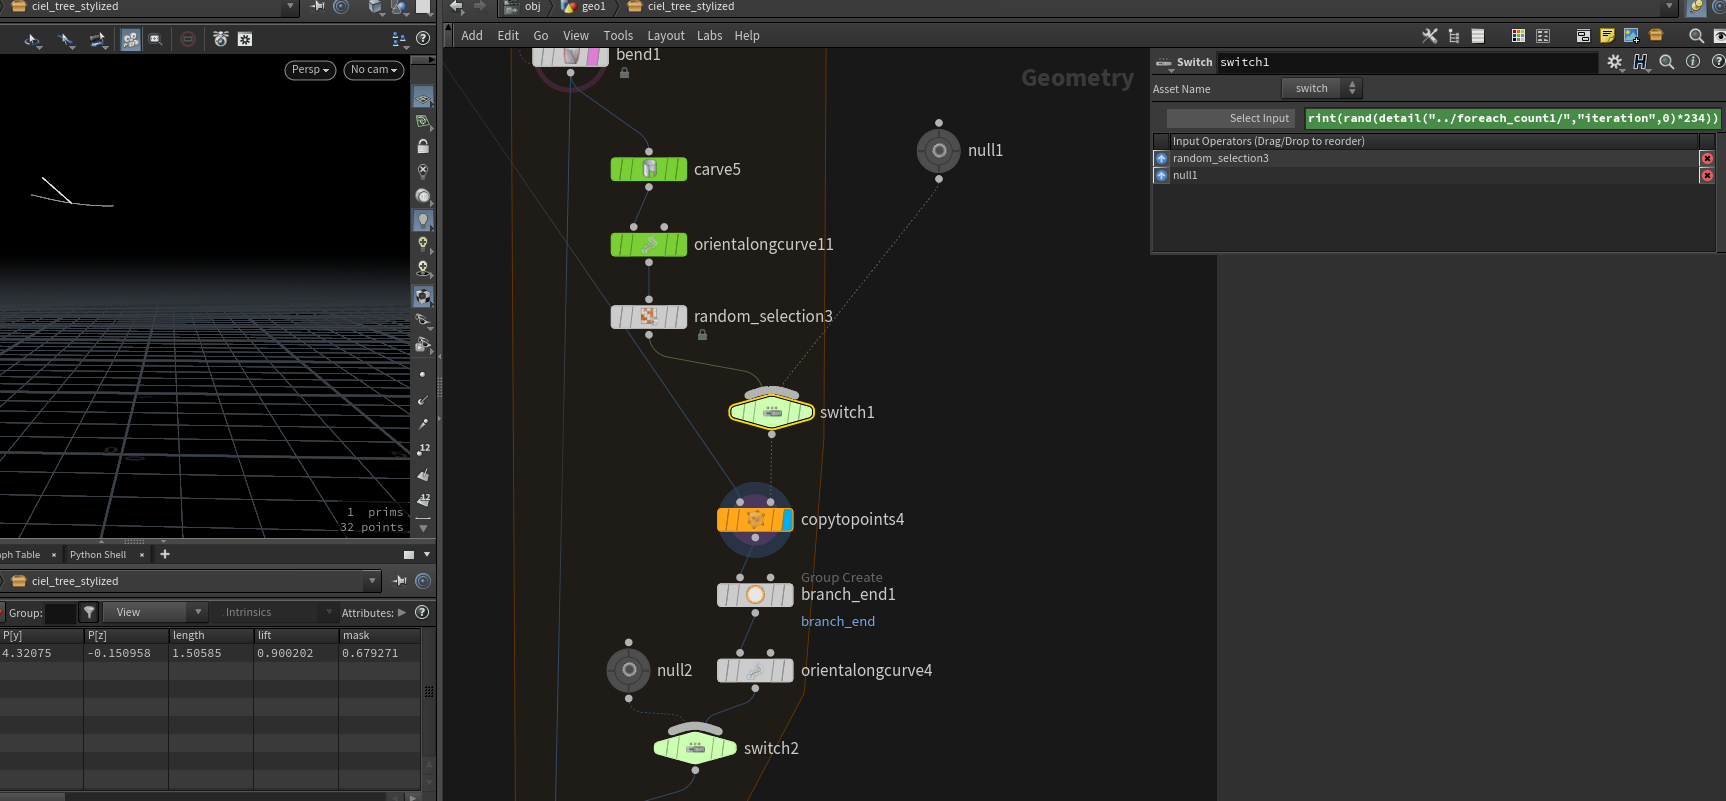 ciel_tree_stylized
obj
geo1
ciel_tree_stylized
Add Edit Go View Tools Layout Labs Help
Persp
No cam
1 prims
32 points
Geometry
bend1
carve5
orientalongcurve11
random_selection3
null1
switch1
copytopoints4
Group Create
branch_end1
branch_end
null2
orientalongcurve4
switch2
Switch switch1
Asset Name switch
Select Input rint(rand(detail("../foreach_count1/","iteration",0)*234))
Input Operators (Drag/Drop to reorder)
random_selection3
null1
12
12
ph Table
Python Shell
ciel_tree_stylized
Group: View Intrinsics Attributes:
P[y] P[z] length lift mask
4.32075 -0.150958 1.50585 0.900202 0.679271